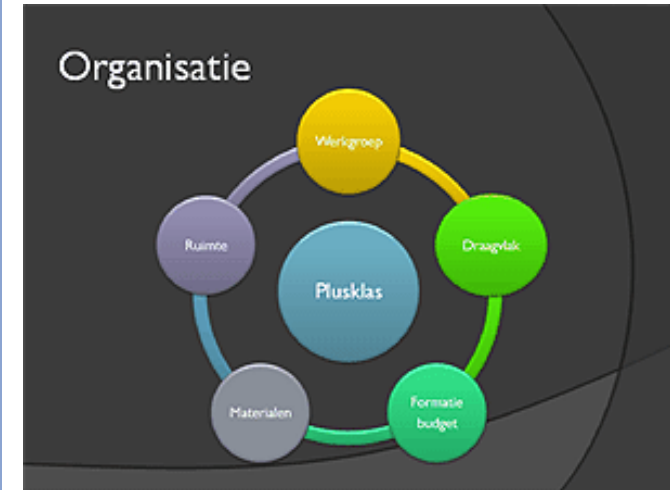 Organisatie
Werkgroep
Ruimte
Draagvlak
Plusklas
Materialen
Formatie
budget